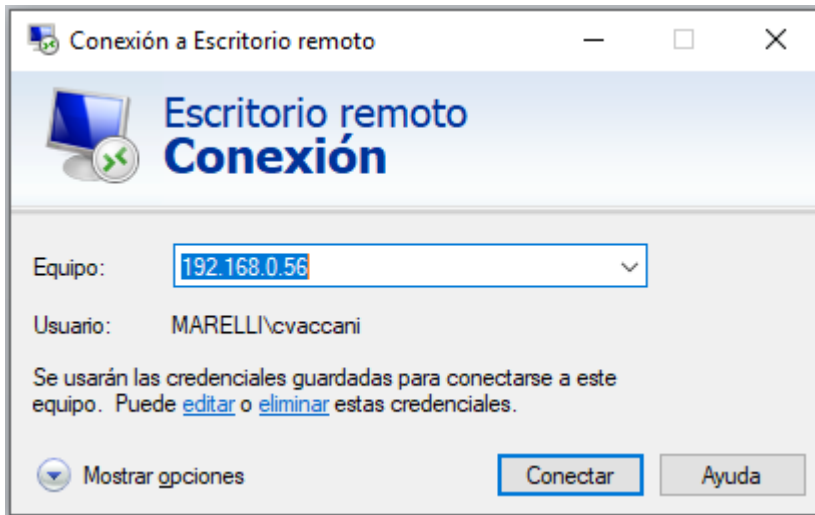 Conexión a Escritorio remoto
Escritorio remoto
Conexión
Equipo: 192.168.0.56
Usuario: MARELLI\cvaccani
Se usarán las credenciales guardadas para conectarse a este
equipo. Puede editar o eliminar estas credenciales.
Mostrar opciones Conectar Ayuda